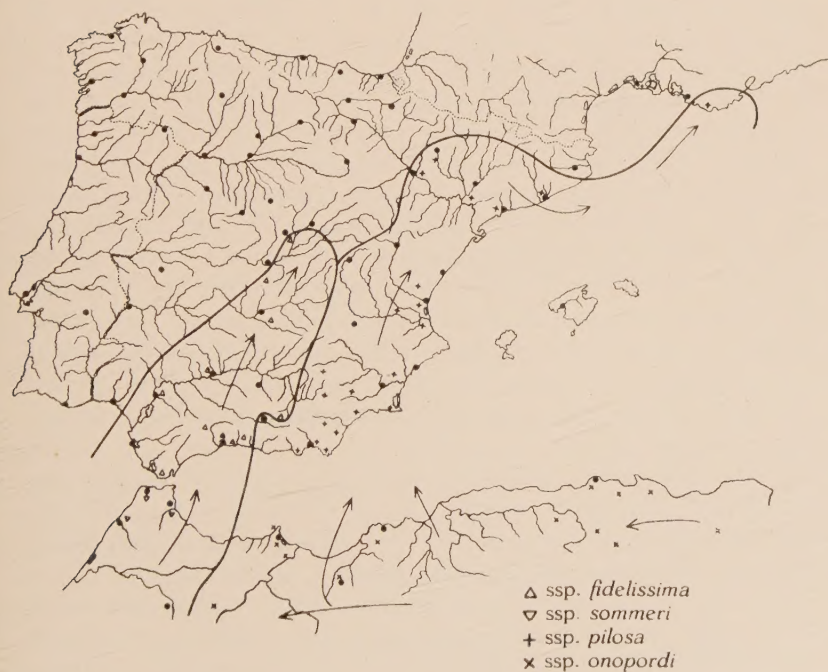 △ ssp. fidelissima
▽ ssp. sommeri
+ ssp. pilosa
× ssp. onopordi